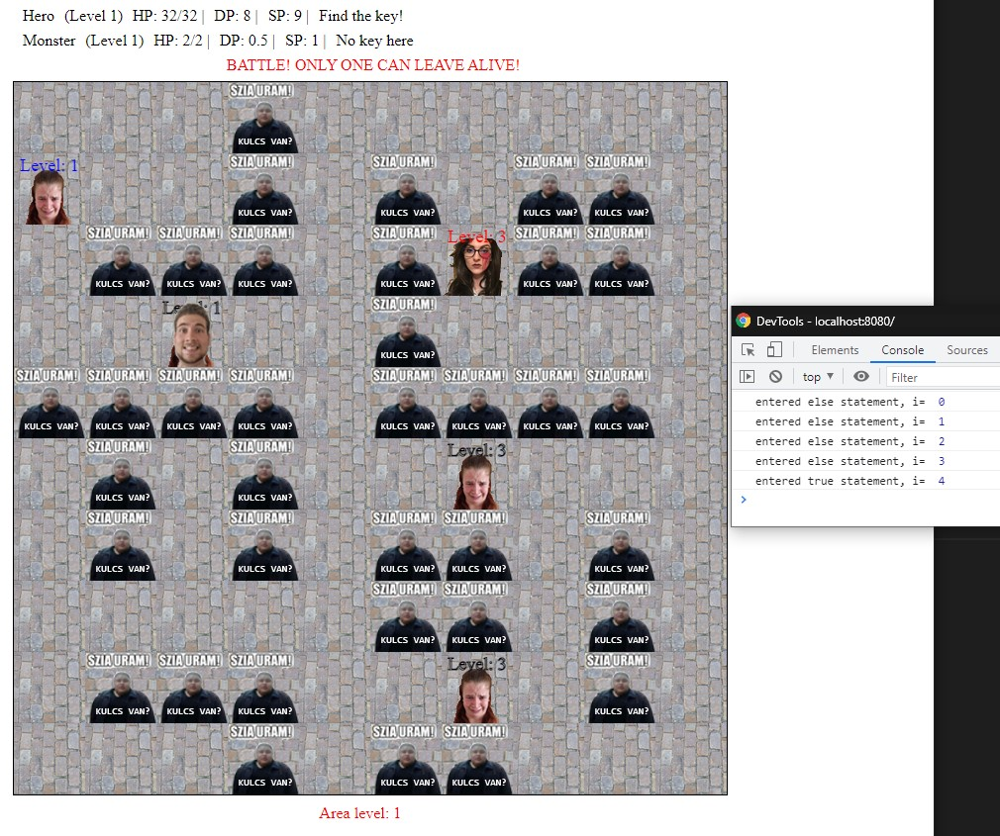 Hero (Level 1) HP: 32/32 | DP: 8 | SP: 9 | Find the key!
Monster (Level 1) HP: 2/2 | DP: 0.5 | SP: 1 | No key here
BATTLE! ONLY ONE CAN LEAVE ALIVE!
SZIA URAM!
KULCS VAN?
Level: 1 SZIA URAM! SZIA URAM! SZIA URAM! SZIA URAM!
KULCS VAN? KULCS VAN? KULCS VAN? KULCS VAN?
SZIA URAM! SZIA URAM! SZIA URAM! SZIA URAM! Level: 3 SZIA URAM! SZIA URAM!
KULCS VAN? KULCS VAN? KULCS VAN? KULCS VAN? KULCS VAN? KULCS VAN?
1 SZIA URAM!
KULCS VAN?
SZIA URAM! SZIA URAM! SZIA URAM! SZIA URAM! SZIA URAM! SZIA URAM! SZIA URAM! SZIA URAM!
KULCS VAN? KULCS VAN? KULCS VAN? KULCS VAN? KULCS VAN? KULCS VAN? KULCS VAN? KULCS VAN?
SZIA URAM! SZIA URAM! Level: 3
KULCS VAN? KULCS VAN?
SZIA URAM! SZIA URAM! SZIA URAM! SZIA URAM! SZIA URAM!
KULCS VAN? KULCS VAN? KULCS VAN? KULCS VAN? KULCS VAN?
SZIA URAM! SZIA URAM! SZIA URAM!
KULCS VAN? KULCS VAN? KULCS VAN?
SZIA URAM! SZIA URAM! SZIA URAM! Level: 3 SZIA URAM!
KULCS VAN? KULCS VAN? KULCS VAN? KULCS VAN?
SZIA URAM! SZIA URAM! SZIA URAM!
KULCS VAN? KULCS VAN? KULCS VAN?
Area level: 1
DevTools - localhost:8080/
Elements Console Sources
top Filter
entered else statement, i= 0
entered else statement, i= 1
entered else statement, i= 2
entered else statement, i= 3
entered true statement, i= 4